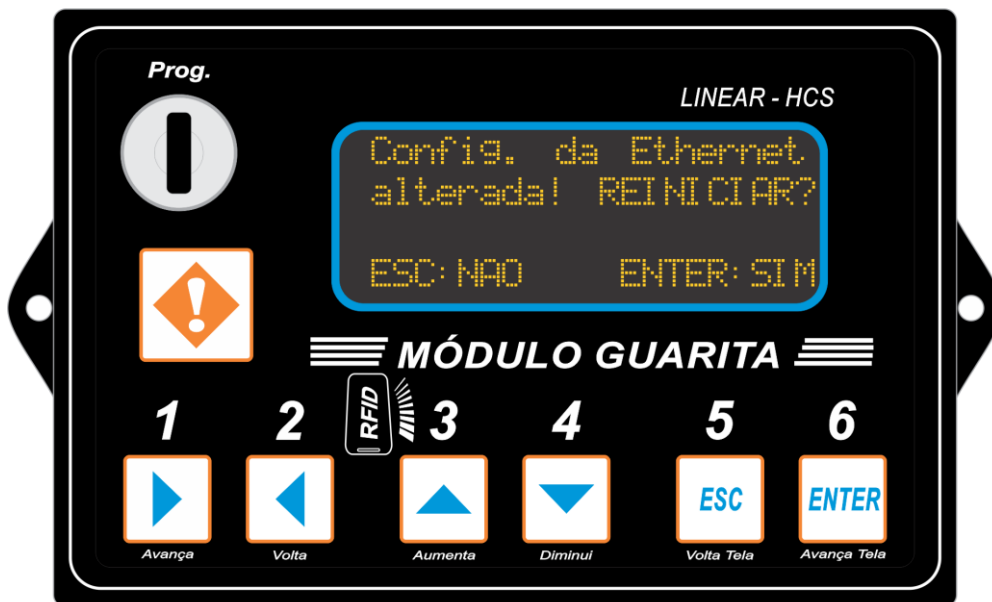 Prog.
LINEAR - HCS
Config. da Ethernet
alterada! REINICIAR?
ESC:NAO ENTER:SIM
!
MÓDULO GUARITA
RFID
1 2 3 4 5 6
ESC ENTER
Avança Volta Aumenta Diminui Volta Tela Avança Tela